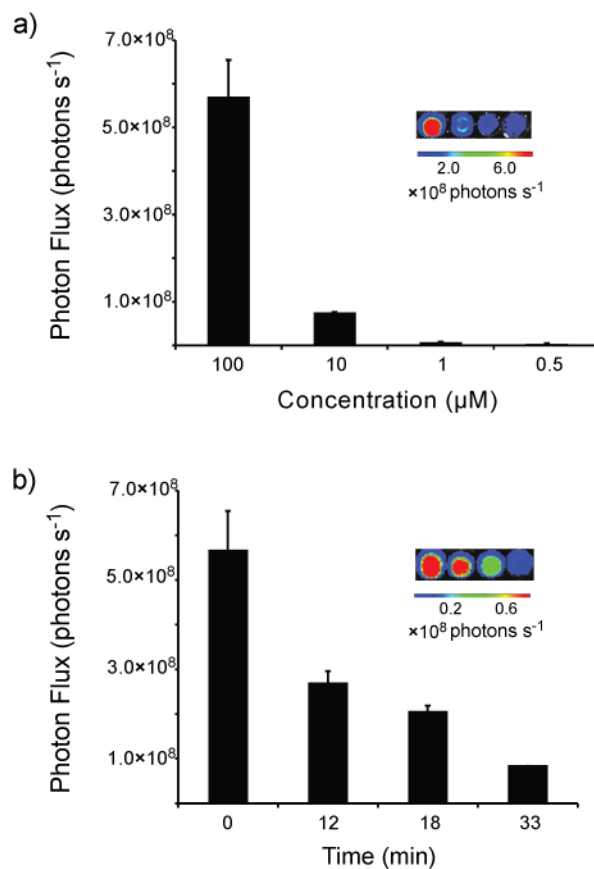 a)
Photon Flux (photons s⁻¹)
7.0×10⁸
5.0×10⁸
3.0×10⁸
1.0×10⁸
2.0 6.0
×10⁸ photons s⁻¹
100 10 1 0.5
Concentration (µM)
b)
Photon Flux (photons s⁻¹)
7.0×10⁸
5.0×10⁸
3.0×10⁸
1.0×10⁸
0.2 0.6
×10⁸ photons s⁻¹
0 12 18 33
Time (min)